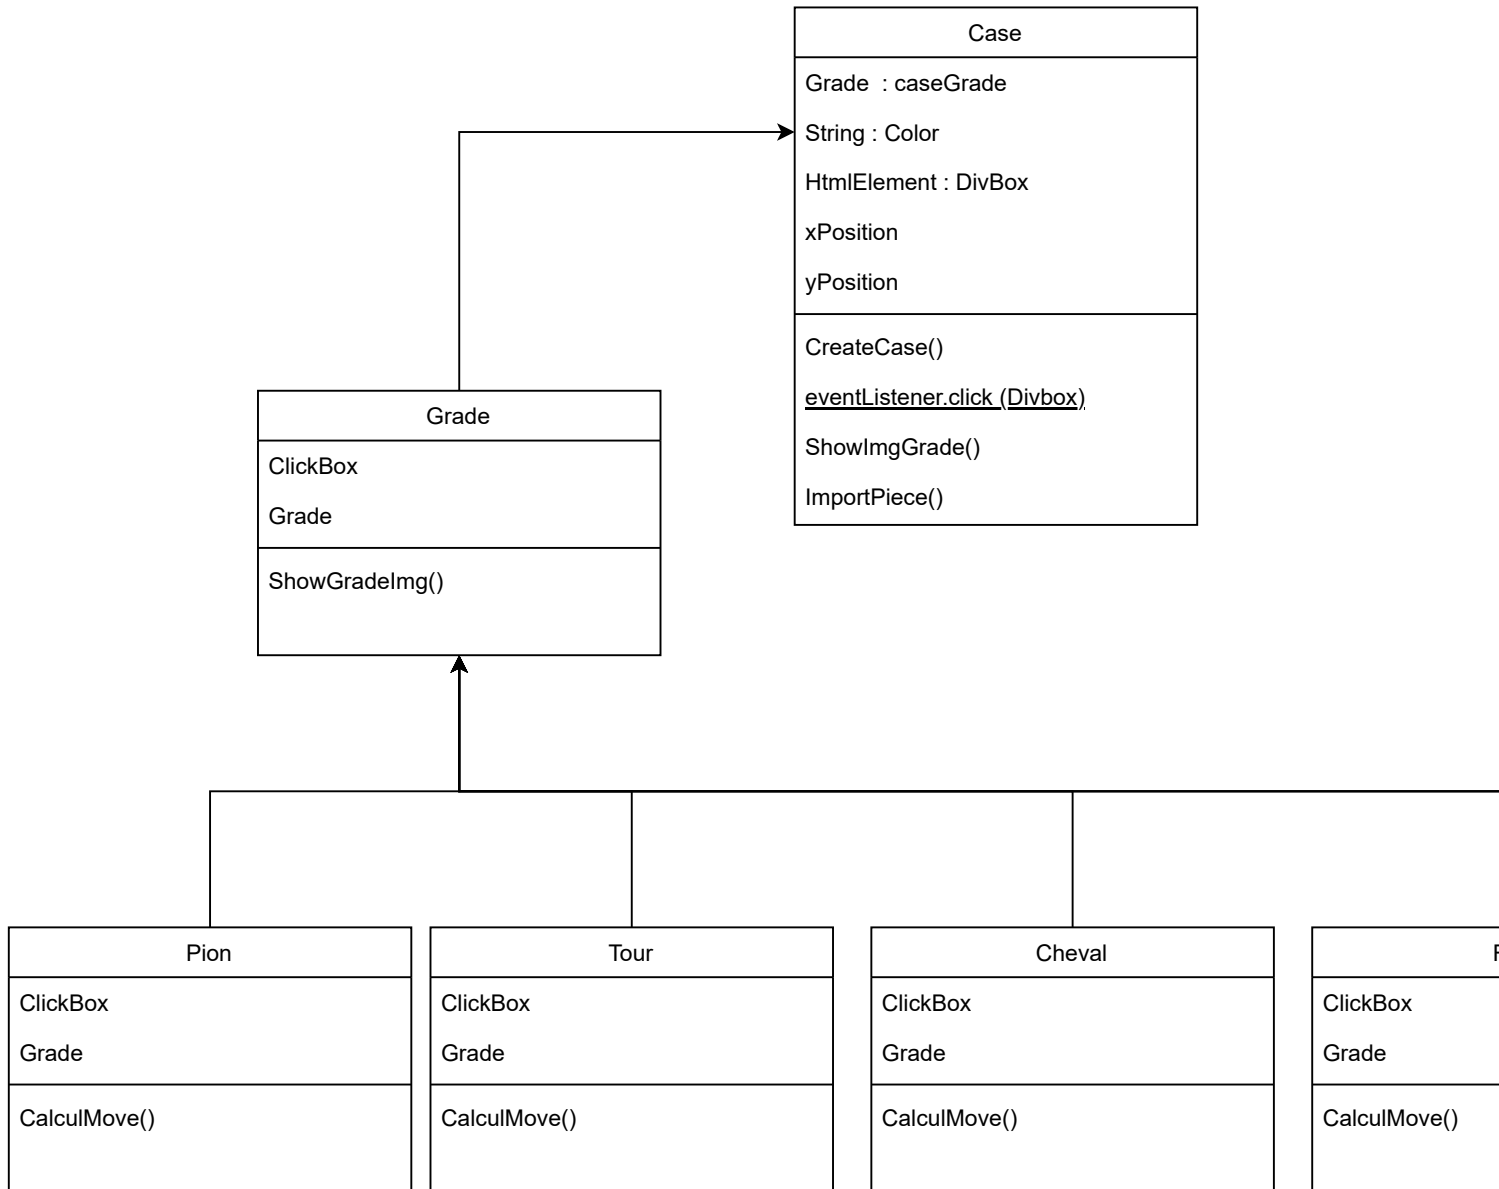 Case
Grade  : caseGrade
String : Color
HtmlElement : DivBox
xPosition
yPosition
CreateCase()
eventListener.click (Divbox)
ShowImgGrade()
ImportPiece()
Grade
ClickBox
Grade
ShowGradeImg()
Pion
ClickBox
Grade
CalculMove()
Tour
ClickBox
Grade
CalculMove()
Cheval
ClickBox
Grade
CalculMove()
ClickBox
Grade
CalculMove()